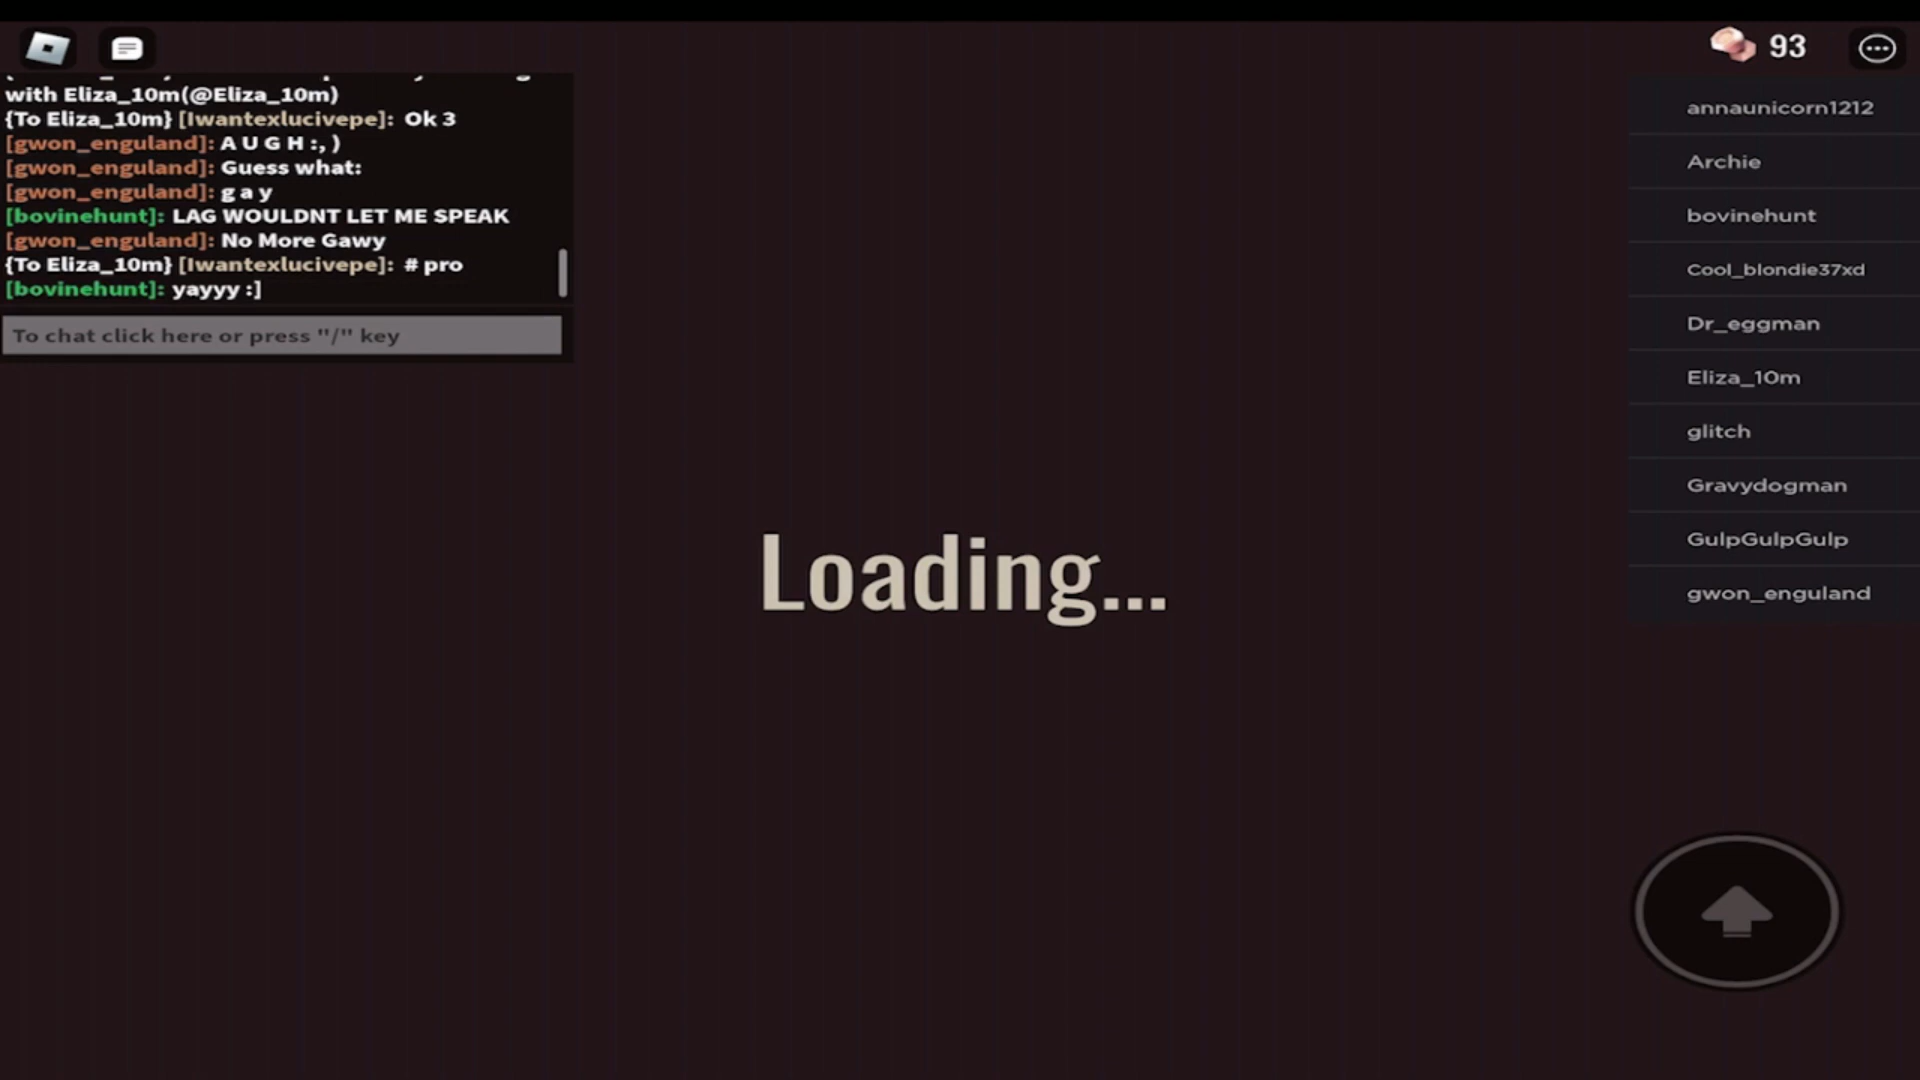 with Eliza_10m(@Eliza_10m)
{To Eliza_10m} [Iwantexlucivepe]: Ok 3
[gwon_enguland]: A U G H :, )
[gwon_enguland]: Guess what:
[gwon_enguland]: g a y
[bovinehunt]: LAG WOULDNT LET ME SPEAK
[gwon_enguland]: No More Gawy
{To Eliza_10m} [Iwantexlucivepe]: # pro
[bovinehunt]: yayyy :]
To chat click here or press "/" key
93
annaunicorn1212
Archie
bovinehunt
Cool_blondie37xd
Dr_eggman
Eliza_10m
glitch
Gravydogman
GulpGulpGulp
gwon_enguland
Loading...